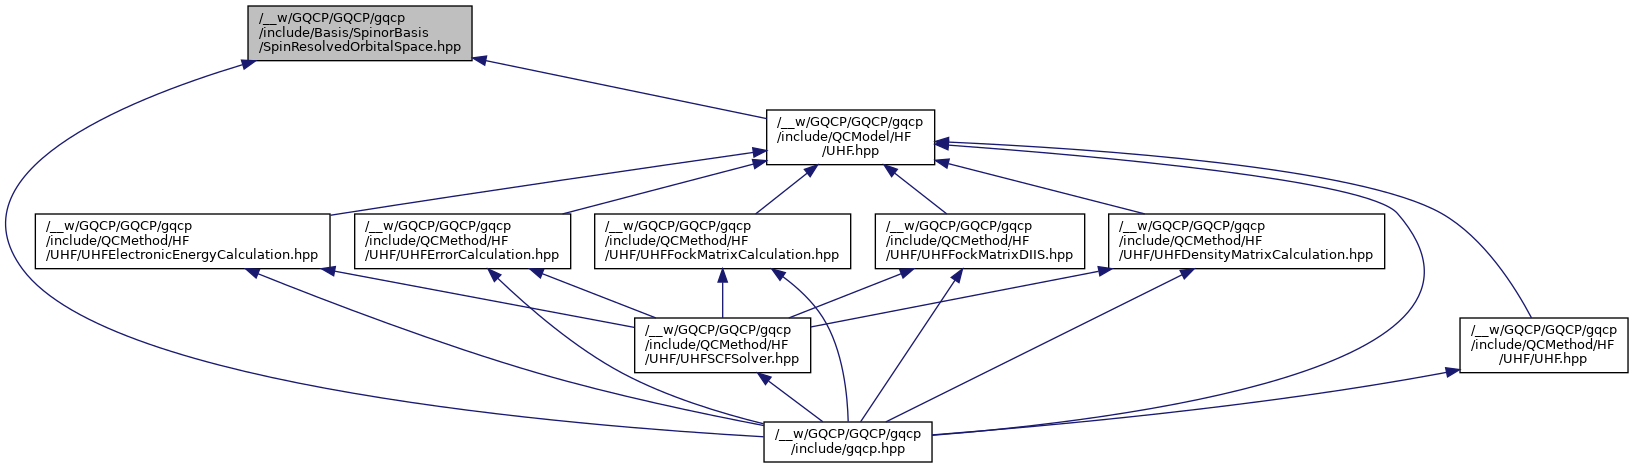 /__w/GQCP/GQCP/gqcp
/include/Basis/SpinorBasis
/SpinResolvedOrbitalSpace.hpp
/__w/GQCP/GQCP/gqcp
/include/QCModel/HF
/UHF.hpp
/__w/GQCP/GQCP/gqcp
/include/QCMethod/HF
/UHF/UHFElectronicEnergyCalculation.hpp
/__w/GQCP/GQCP/gqcp
/include/QCMethod/HF
/UHF/UHFErrorCalculation.hpp
/__w/GQCP/GQCP/gqcp
/include/QCMethod/HF
/UHF/UHFFockMatrixCalculation.hpp
/__w/GQCP/GQCP/gqcp
/include/QCMethod/HF
/UHF/UHFFockMatrixDIIS.hpp
/__w/GQCP/GQCP/gqcp
/include/QCMethod/HF
/UHF/UHFDensityMatrixCalculation.hpp
/__w/GQCP/GQCP/gqcp
/include/QCMethod/HF
/UHF/UHFSCFSolver.hpp
/__w/GQCP/GQCP/gqcp
/include/QCMethod/HF
/UHF/UHF.hpp
/__w/GQCP/GQCP/gqcp
/include/gqcp.hpp